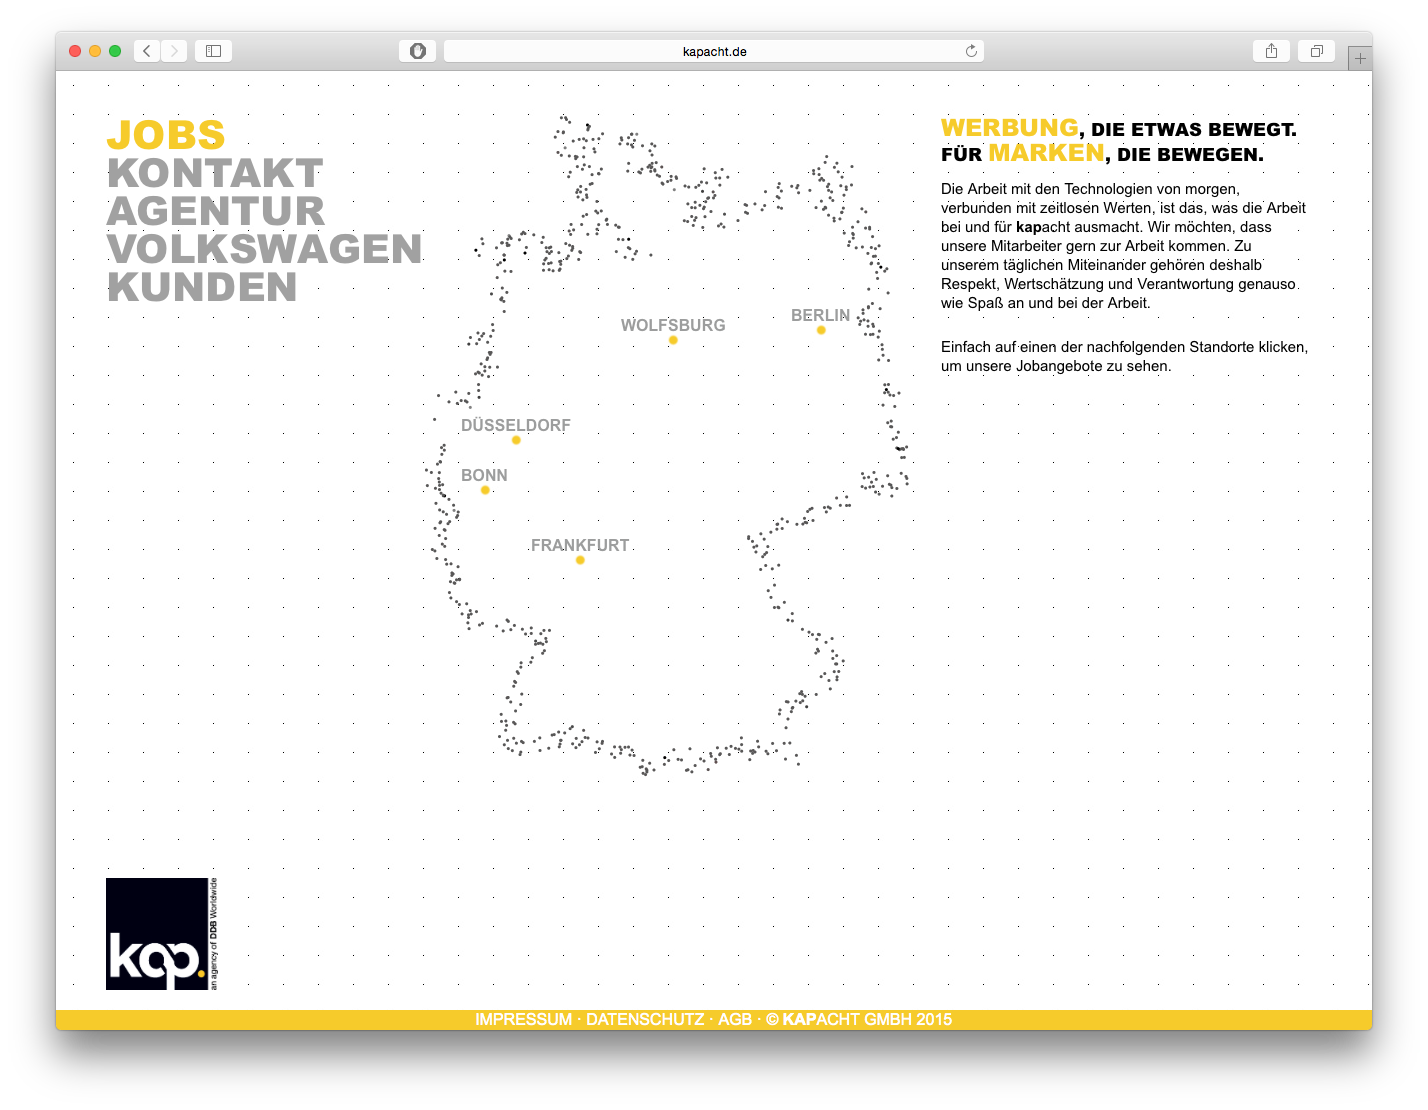 kapacht.de
JOBS
KONTAKT
AGENTUR
VOLKSWAGEN
KUNDEN
WOLFSBURG
BERLIN
DÜSSELDORF
BONN
FRANKFURT
WERBUNG, DIE ETWAS BEWEGT.
FÜR MARKEN, DIE BEWEGEN.
Die Arbeit mit den Technologien von morgen,
verbunden mit zeitlosen Werten, ist das, was die Arbeit
bei und für kapacht ausmacht. Wir möchten, dass
unsere Mitarbeiter gern zur Arbeit kommen. Zu
unserem täglichen Miteinander gehören deshalb
Respekt, Wertschätzung und Verantwortung genauso
wie Spaß an und bei der Arbeit.
Einfach auf einen der nachfolgenden Standorte klicken,
um unsere Jobangebote zu sehen.
kap.
an agency of DDB Worldwide
IMPRESSUM · DATENSCHUTZ · AGB · © KAPACHT GMBH 2015